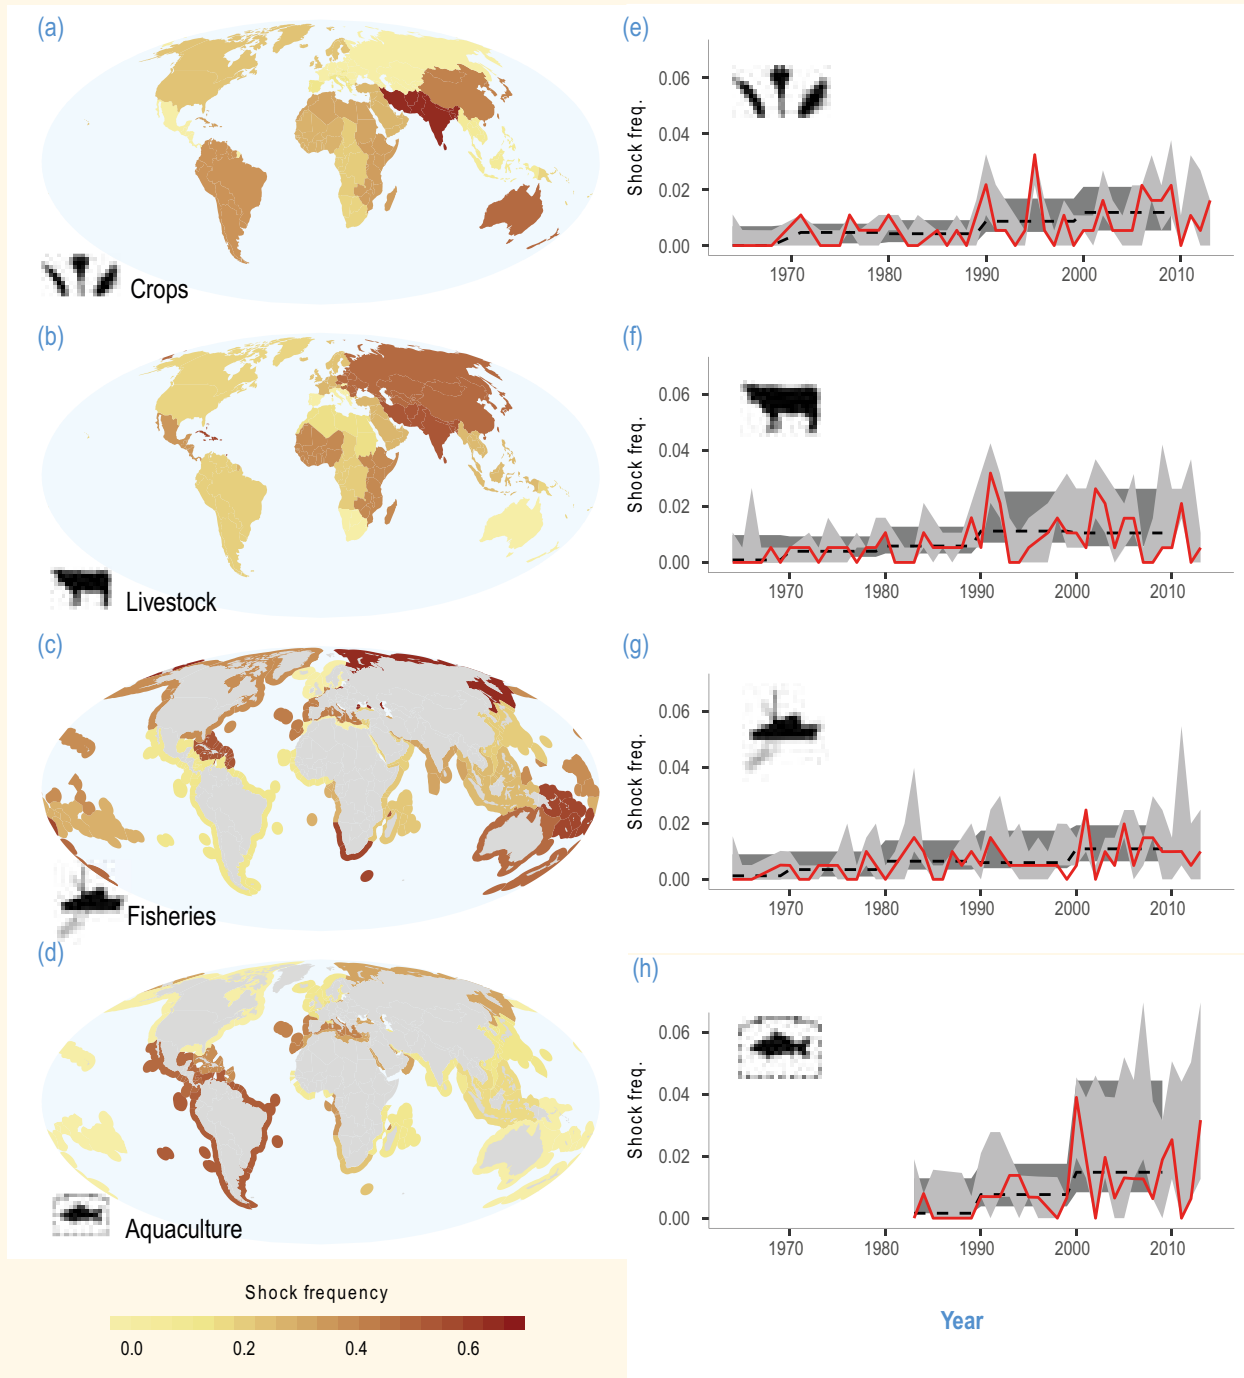 (a)
Crops
(b)
Livestock
(c)
Fisheries
(d)
Aquaculture
Shock frequency
0.0 0.2 0.4 0.6
(e)
Shock freq.
0.06
0.04
0.02
0.00
1970 1980 1990 2000 2010
(f)
Shock freq.
0.06
0.04
0.02
0.00
1970 1980 1990 2000 2010
(g)
Shock freq.
0.06
0.04
0.02
0.00
1970 1980 1990 2000 2010
(h)
Shock freq.
0.06
0.04
0.02
0.00
1970 1980 1990 2000 2010
Year